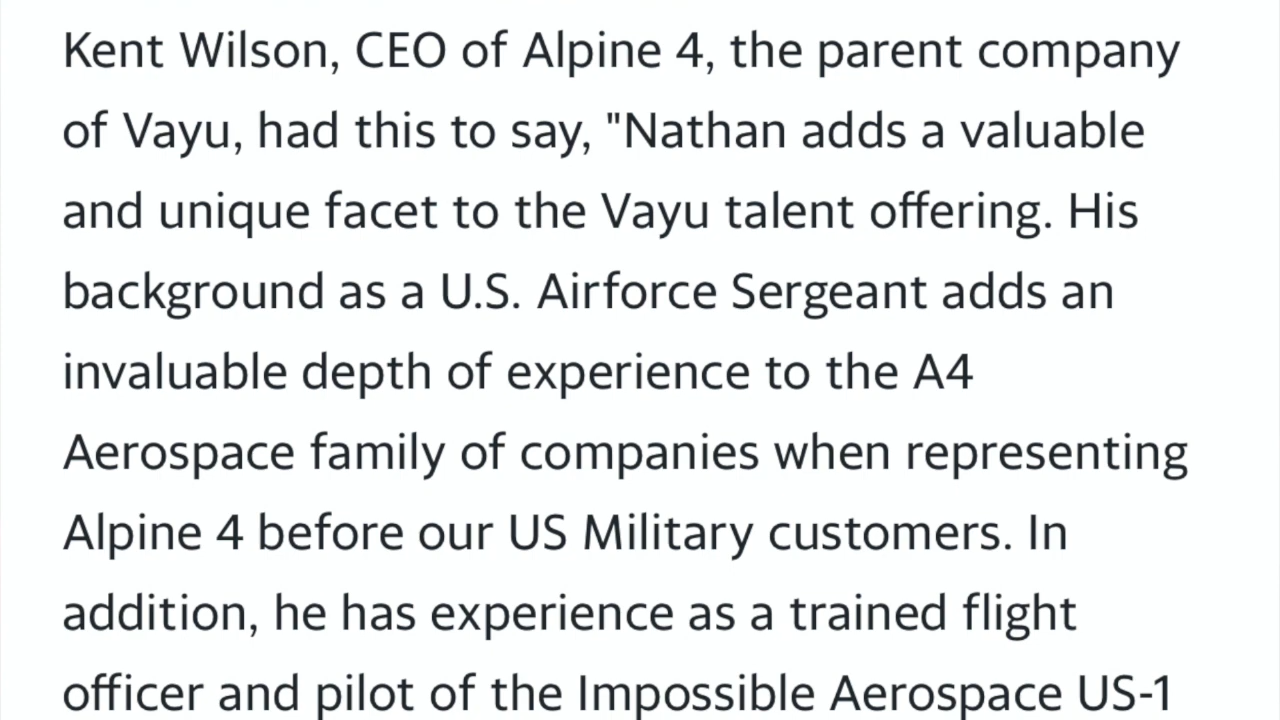 Kent Wilson, CEO of Alpine 4, the parent company
of Vayu, had this to say, "Nathan adds a valuable
and unique facet to the Vayu talent offering. His
background as a U.S. Airforce Sergeant adds an
invaluable depth of experience to the A4
Aerospace family of companies when representing
Alpine 4 before our US Military customers. In
addition, he has experience as a trained flight
officer and pilot of the Impossible Aerospace US-1